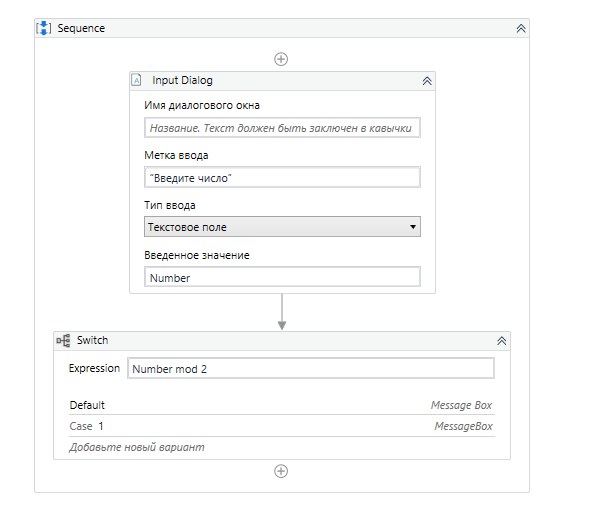 Sequence
Input Dialog
Имя диалогового окна
Название. Текст должен быть заключен в кавычки
Метка ввода
"Введите число"
Тип ввода
Текстовое поле
Введенное значение
Number
Switch
Expression Number mod 2
Default Message Box
Case 1 MessageBox
Добавьте новый вариант